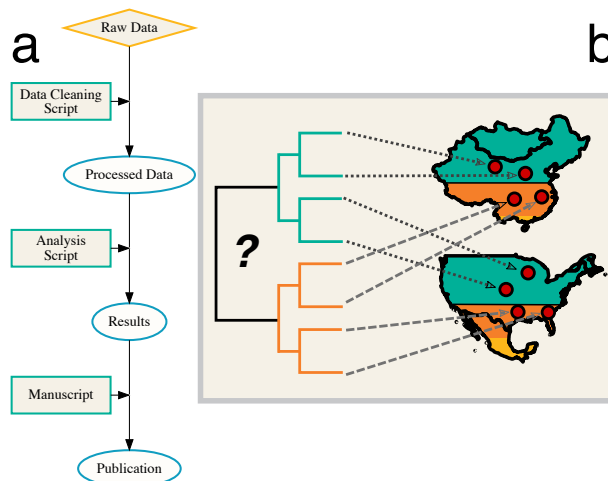 a
Raw Data
b
Data Cleaning
Script
Processed Data
?
Analysis
Script
Results
Manuscript
Publication